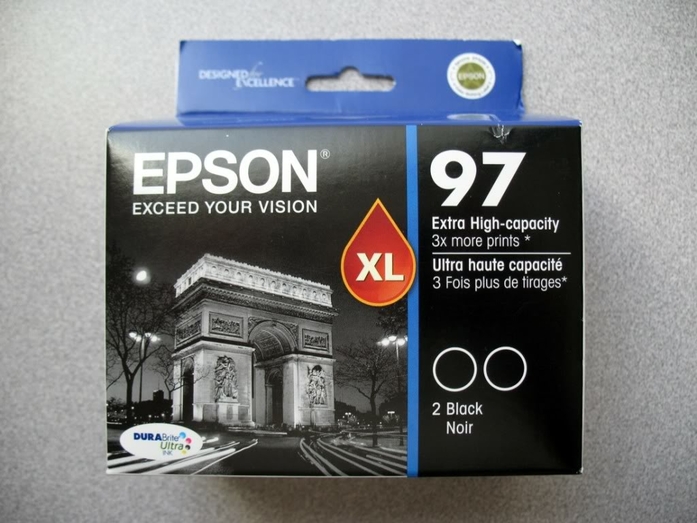 DESIGNED for
EXCELLENCE
EPSON
EPSON®
EXCEED YOUR VISION
97
Extra High-capacity
3x more prints *
Ultra haute capacité
3 Fois plus de tirages*
XL
2 Black
Noir
DURABrite
Ultra
INK